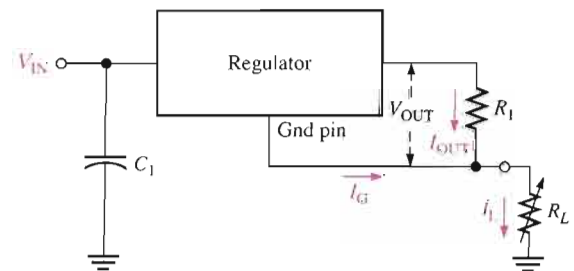 V_IN
Regulator
Gnd pin
V_OUT
R_1
I_OUT
C_1
I_G
i_L
R_L